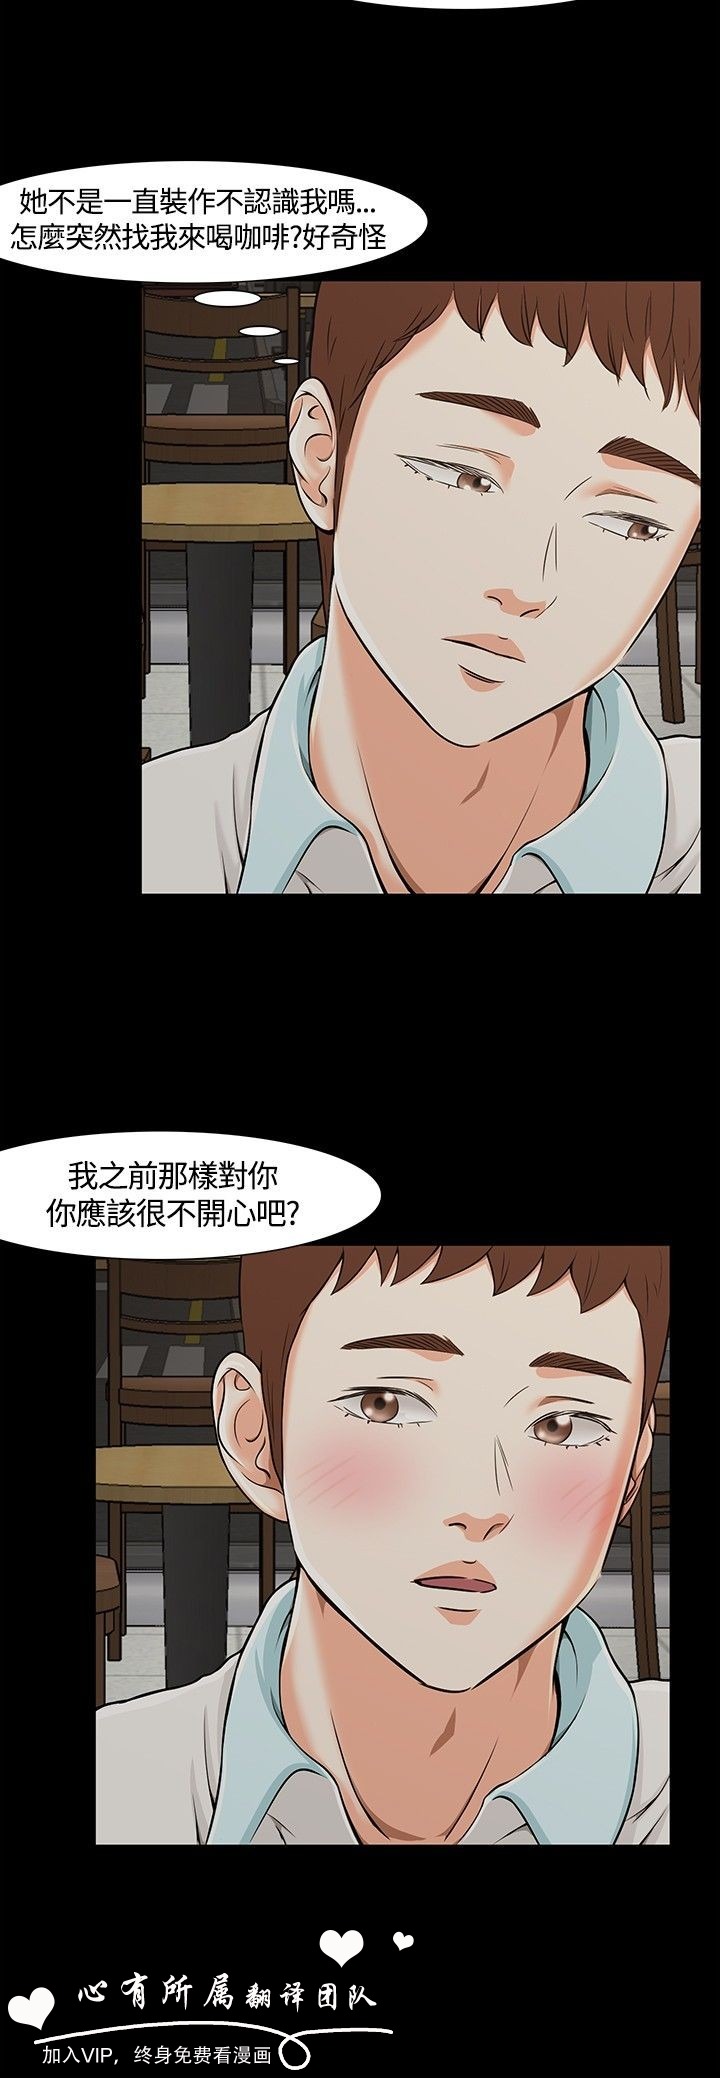 她不是一直裝作不認識我嗎...
怎麼突然找我來喝咖啡?好奇怪
我之前那樣對你
你應該很不開心吧?
心有所属翻译团队
加入VIP，终身免费看漫画